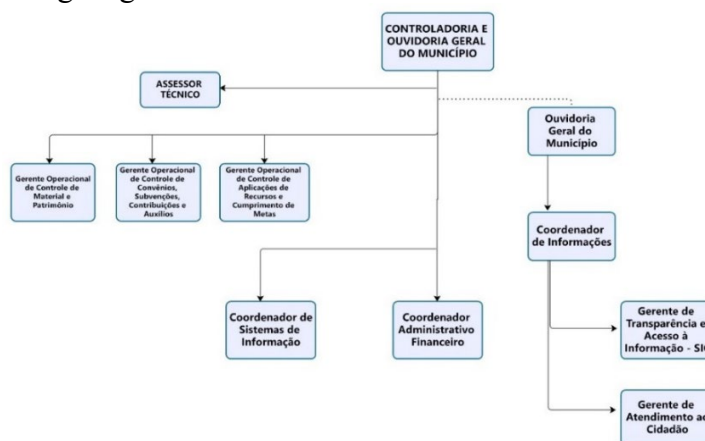 CONTROLADORIA E
OUVIDORIA GERAL
DO MUNICÍPIO
ASSESSOR
TÉCNICO
Ouvidoria
Geral do
Município
Gerente Operacional
de Controle de
Material e
Patrimônio
Gerente Operacional
de Controle de
Convênios,
Subvenções,
Contribuições e
Auxílios
Gerente Operacional
de Controle de
Aplicações de
Recursos e
Cumprimento de
Metas
Coordenador
de Informações
Coordenador de
Sistemas de
Informação
Coordenador
Administrativo
Financeiro
Gerente de
Transparência e
Acesso à
Informação - SIC
Gerente de
Atendimento ao
Cidadão